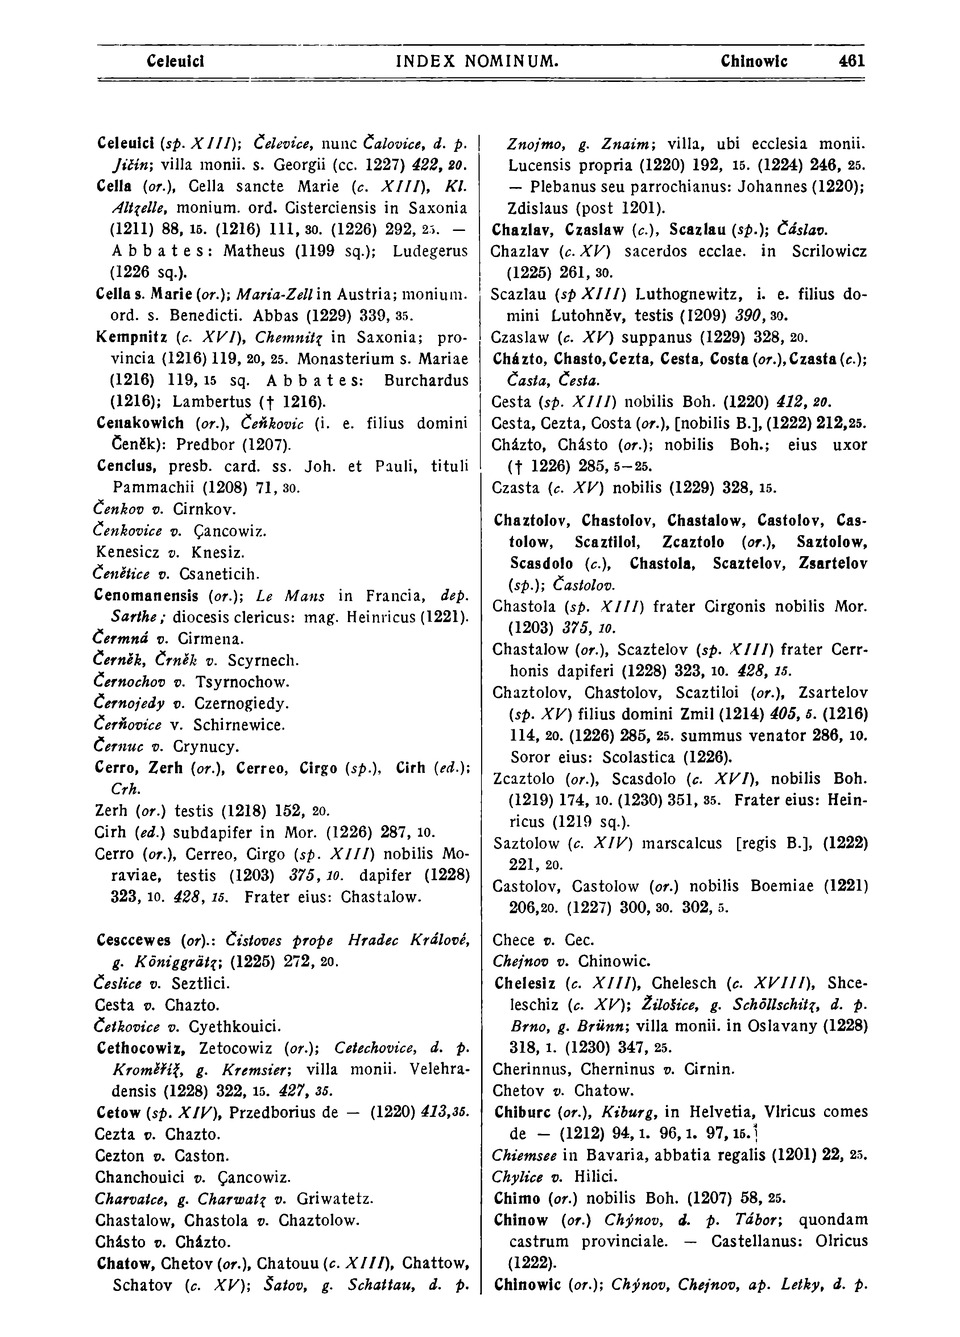 Celeuici INDEX NOMINUM. Chinowic 461
Celeuici (sp. XIII); Čelevice, nunc Čalovice, d. p.
Jičín; villa monii. s. Georgii (cc. 1227) 422, 20.
Cella (or.), Cella sancte Marie (c. XIII), Kl.
Altzelle, monium. ord. Cisterciensis in Saxonia
(1211) 88, 15. (1216) 111, 30. (1226) 292, 25. —
Abbates: Matheus (1199 sq.); Ludegerus
(1226 sq.).
Cella s. Marie (or.); Maria-Zell in Austria; monium.
ord. s. Benedicti. Abbas (1229) 339, 35.
Kempnitz (c. XVI), Chemnitz in Saxonia; pro-
vincia (1216) 119, 20, 25. Monasterium s. Mariae
(1216) 119, 15 sq. Abbates: Burchardus
(1216); Lambertus († 1216).
Cenakowich (or.), Čeňkovic (i. e. filius domini
Čeněk): Predbor (1207).
Cencius, presb. card. ss. Joh. et Pauli, tituli
Pammachii (1208) 71, 30.
Čenkov v. Cirnkov.
Čenkovice v. Çancowiz.
Kenesicz v. Knesiz.
Čenětice v. Csaneticih.
Cenomanensis (or.); Le Mans in Francia, dep.
Sarthe; diocesis clericus: mag. Heinricus (1221).
Čermná v. Cirmena.
Černěk, Črněk v. Scyrnech.
Černochov v. Tsyrnochow.
Černojedy v. Czernogiedy.
Čerňovice v. Schirnewice.
Černuc v. Crynucy.
Cerro, Zerh (or.), Cerreo, Cirgo (sp.), Cirh (ed.);
Crh.
Zerh (or.) testis (1218) 152, 20.
Cirh (ed.) subdapifer in Mor. (1226) 287, 10.
Cerro (or.), Cerreo, Cirgo (sp. XIII) nobilis Mo-
raviae, testis (1203) 375, 10. dapifer (1228)
323, 10. 428, 15. Frater eius: Chastalow.
Cesccewes (or).: Čistoves prope Hradec Králové,
g. Königgrätz; (1225) 272, 20.
Česlice v. Seztlici.
Cesta v. Chazto.
Četkovice v. Cyethkouici.
Cethocowiz, Zetocowiz (or.); Cetechovice, d. p.
Kroměříž, g. Kremsier; villa monii. Velehra-
densis (1228) 322, 15. 427, 35.
Cetow (sp. XIV), Przedborius de — (1220) 413,35.
Cezta v. Chazto.
Cezton v. Caston.
Chanchouici v. Çancowiz.
Charvatce, g. Charwatz v. Griwatetz.
Chastalow, Chastola v. Chaztolow.
Chásto v. Cházto.
Chatow, Chetov (or.), Chatouu (c. XIII), Chattow,
Schatov (c. XV); Šatov, g. Schattau, d. p.
Znojmo, g. Znaim; villa, ubi ecclesia monii.
Lucensis propria (1220) 192, 15. (1224) 246, 25.
— Plebanus seu parrochianus: Johannes (1220);
Zdislaus (post 1201).
Chazlav, Czaslaw (c.), Scazlau (sp.); Čáslav.
Chazlav (c. XV) sacerdos ecclae. in Scrilowicz
(1225) 261, 30.
Scazlau (sp XIII) Luthognewitz, i. e. filius do-
mini Lutohněv, testis (1209) 390, 30.
Czaslaw (c. XV) suppanus (1229) 328, 20.
Cházto, Chasto, Cezta, Cesta, Costa (or.), Czasta (c.);
Časta, Česta.
Cesta (sp. XIII) nobilis Boh. (1220) 412, 20.
Cesta, Cezta, Costa (or.), [nobilis B.], (1222) 212,25.
Cházto, Chásto (or.); nobilis Boh.; eius uxor
(† 1226) 285, 5–25.
Czasta (c. XV) nobilis (1229) 328, 15.
Chaztolov, Chastolov, Chastalow, Castolov, Cas-
tolow, Scaztiloi, Zcaztolo (or.), Saztolow,
Scasdolo (c.), Chastola, Scaztelov, Zsartelov
(sp.); Častolov.
Chastola (sp. XIII) frater Cirgonis nobilis Mor.
(1203) 375, 10.
Chastalow (or.), Scaztelov (sp. XIII) frater Cerr-
honis dapiferi (1228) 323, 10. 428, 15.
Chaztolov, Chastolov, Scaztiloi (or.), Zsartelov
(sp. XV) filius domini Zmil (1214) 405, 5. (1216)
114, 20. (1226) 285, 25. summus venator 286, 10.
Soror eius: Scolastica (1226).
Zcaztolo (or.), Scasdolo (c. XVI), nobilis Boh.
(1219) 174, 10. (1230) 351, 35. Frater eius: Hein-
ricus (1219 sq.).
Saztolow (c. XIV) marscalcus [regis B.], (1222)
221, 20.
Castolov, Castolow (or.) nobilis Boemiae (1221)
206,20. (1227) 300, 30. 302, 5.
Chece v. Cec.
Chejnov v. Chinowic.
Chelesiz (c. XIII), Chelesch (c. XVIII), Shce-
leschiz (c. XV); Žilošice, g. Schöllschitz, d. p.
Brno, g. Brünn; villa monii. in Oslavany (1228)
318, 1. (1230) 347, 25.
Cherinnus, Cherninus v. Cirnin.
Chetov v. Chatow.
Chiburc (or.), Kiburg, in Helvetia, Vlricus comes
de — (1212) 94, 1. 96, 1. 97, 15.
Chiemsee in Bavaria, abbatia regalis (1201) 22, 25.
Chylice v. Hilici.
Chimo (or.) nobilis Boh. (1207) 58, 25.
Chinow (or.) Chýnov, d. p. Tábor; quondam
castrum provinciale. — Castellanus: Olricus
(1222).
Chinowic (or.); Chýnov, Chejnov, ap. Letky, d. p.